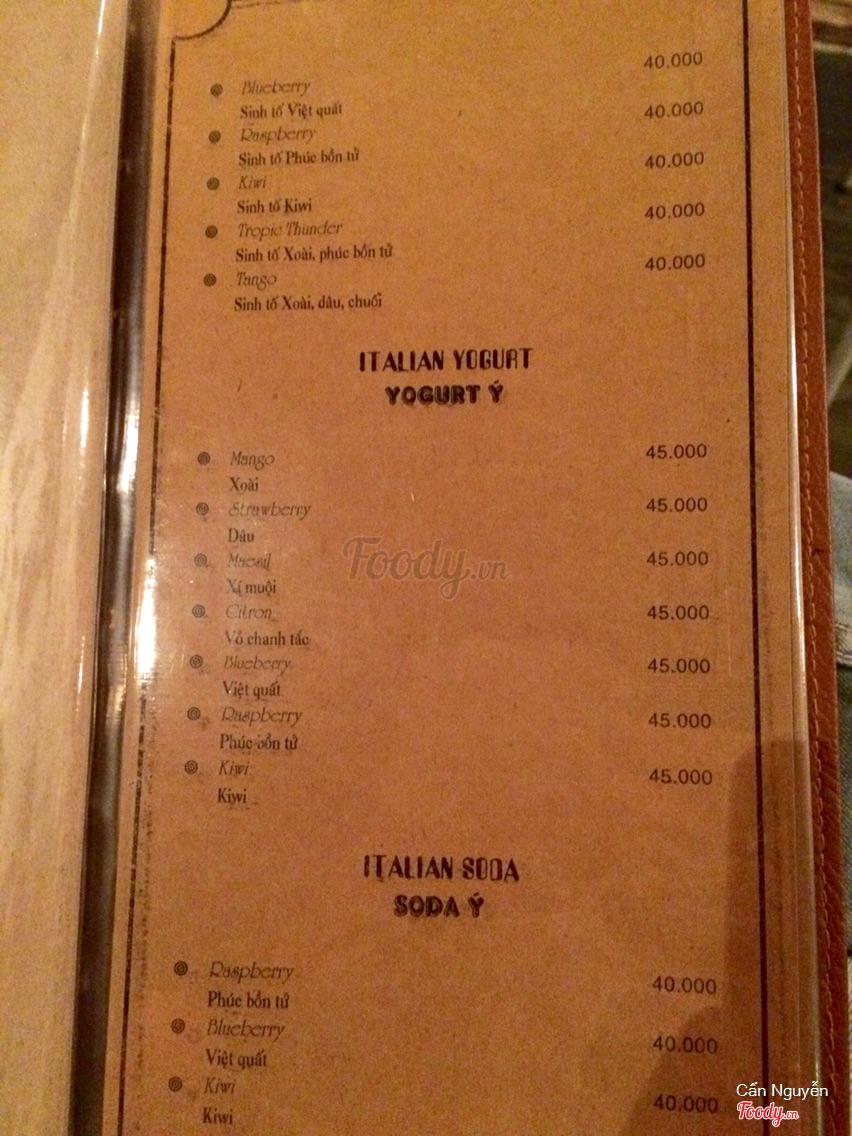 Blueberry 40.000
Sinh tố Việt quất
Raspberry 40.000
Sinh tố Phúc bồn tử
Kiwi 40.000
Sinh tố Kiwi
Tropic Thunder 40.000
Sinh tố Xoài, phúc bồn tử
Tango 40.000
Sinh tố Xoài, dâu, chuối
ITALIAN YOGURT
YOGURT Ý
Mango 45.000
Xoài
Strawberry 45.000
Dâu
Maesil 45.000
Xí muội
Citron 45.000
Vỏ chanh tắc
Blueberry 45.000
Việt quất
Raspberry 45.000
Phúc bồn tử
Kiwi 45.000
Kiwi
Foody.vn
ITALIAN SODA
SODA Ý
Raspberry 40.000
Phúc bồn tử
Blueberry 40.000
Việt quất
Kiwi 40.000
Kiwi
Cẩn Nguyễn
Foody.vn